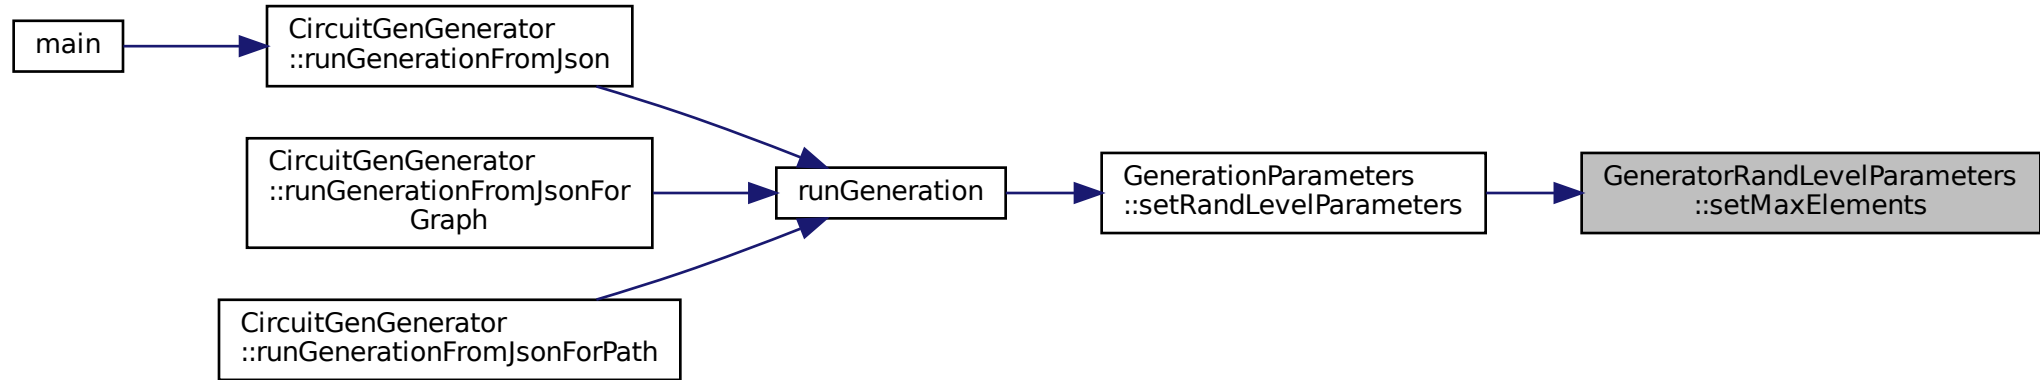 main
CircuitGenGenerator
::runGenerationFromJson
CircuitGenGenerator
::runGenerationFromJsonFor
Graph
CircuitGenGenerator
::runGenerationFromJsonForPath
runGeneration
GenerationParameters
::setRandLevelParameters
GeneratorRandLevelParameters
::setMaxElements